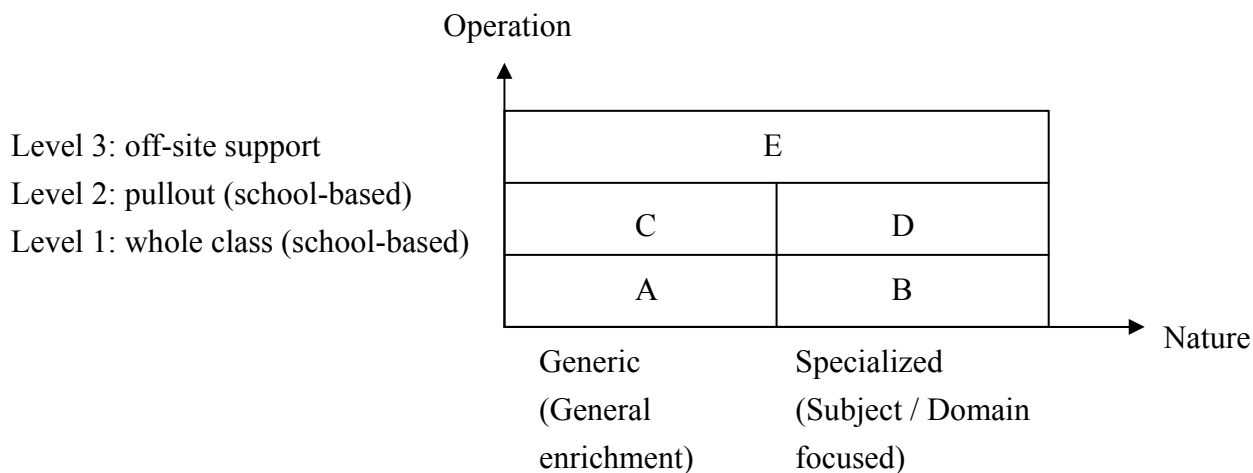 Operation
Level 3: off-site support
E
Level 2: pullout (school-based)
C D
Level 1: whole class (school-based)
A B
Nature
Generic Specialized
(General (Subject / Domain
enrichment) focused)